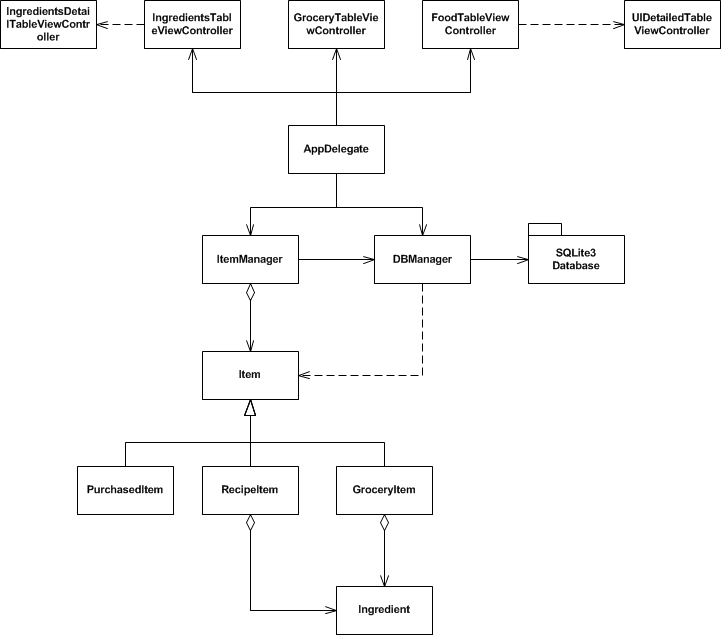 IngredientsDetai
lTableViewContr
oller
IngredientsTabl
eViewController
GroceryTableVie
wController
FoodTableView
Controller
UIDetailedTable
ViewController
AppDelegate
ItemManager
DBManager
SQLite3
Database
Item
PurchasedItem
RecipeItem
GroceryItem
Ingredient